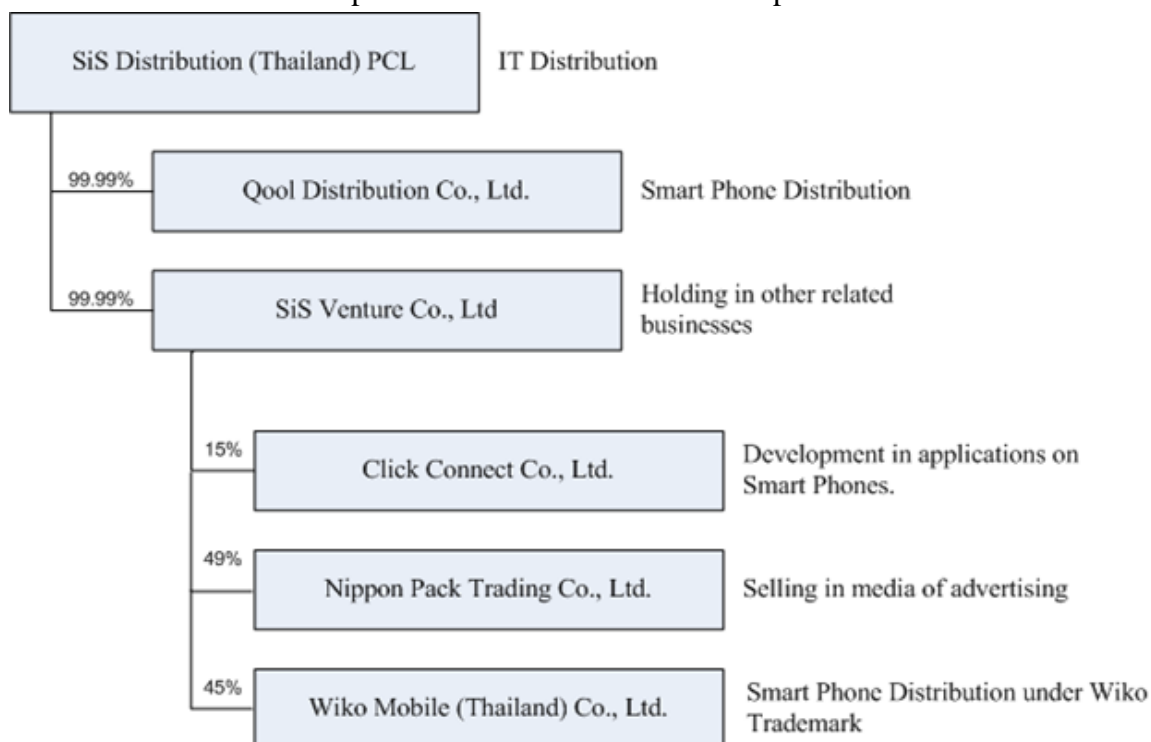 SiS Distribution (Thailand) PCL
IT Distribution
99.99%
Qool Distribution Co., Ltd.
Smart Phone Distribution
99.99%
SiS Venture Co., Ltd
Holding in other related
businesses
15%
Click Connect Co., Ltd.
Development in applications on
Smart Phones.
49%
Nippon Pack Trading Co., Ltd.
Selling in media of advertising
45%
Wiko Mobile (Thailand) Co., Ltd.
Smart Phone Distribution under Wiko
Trademark